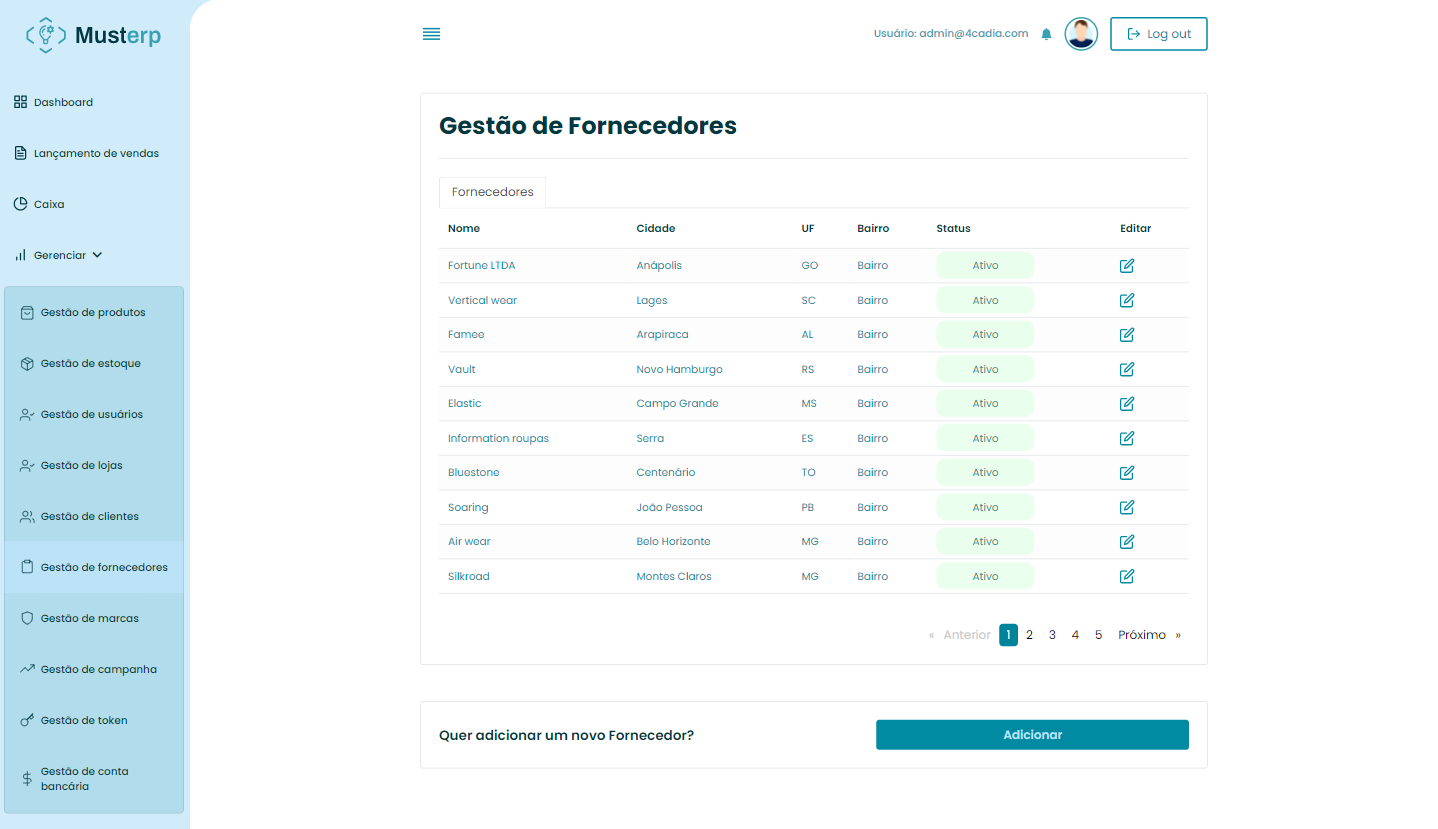 Musterp
Dashboard
Lançamento de vendas
Caixa
Gerenciar
Gestão de produtos
Gestão de estoque
Gestão de usuários
Gestão de lojas
Gestão de clientes
Gestão de fornecedores
Gestão de marcas
Gestão de campanha
Gestão de token
Gestão de conta
bancária
Usuário: admin@4cadia.com
Log out
Gestão de Fornecedores
Fornecedores
Nome Cidade UF Bairro Status Editar
Fortune LTDA Anápolis GO Bairro Ativo
Vertical wear Lages SC Bairro Ativo
Famee Arapiraca AL Bairro Ativo
Vault Novo Hamburgo RS Bairro Ativo
Elastic Campo Grande MS Bairro Ativo
Information roupas Serra ES Bairro Ativo
Bluestone Centenário TO Bairro Ativo
Soaring João Pessoa PB Bairro Ativo
Air wear Belo Horizonte MG Bairro Ativo
Silkroad Montes Claros MG Bairro Ativo
« Anterior 1 2 3 4 5 Próximo »
Quer adicionar um novo Fornecedor? Adicionar